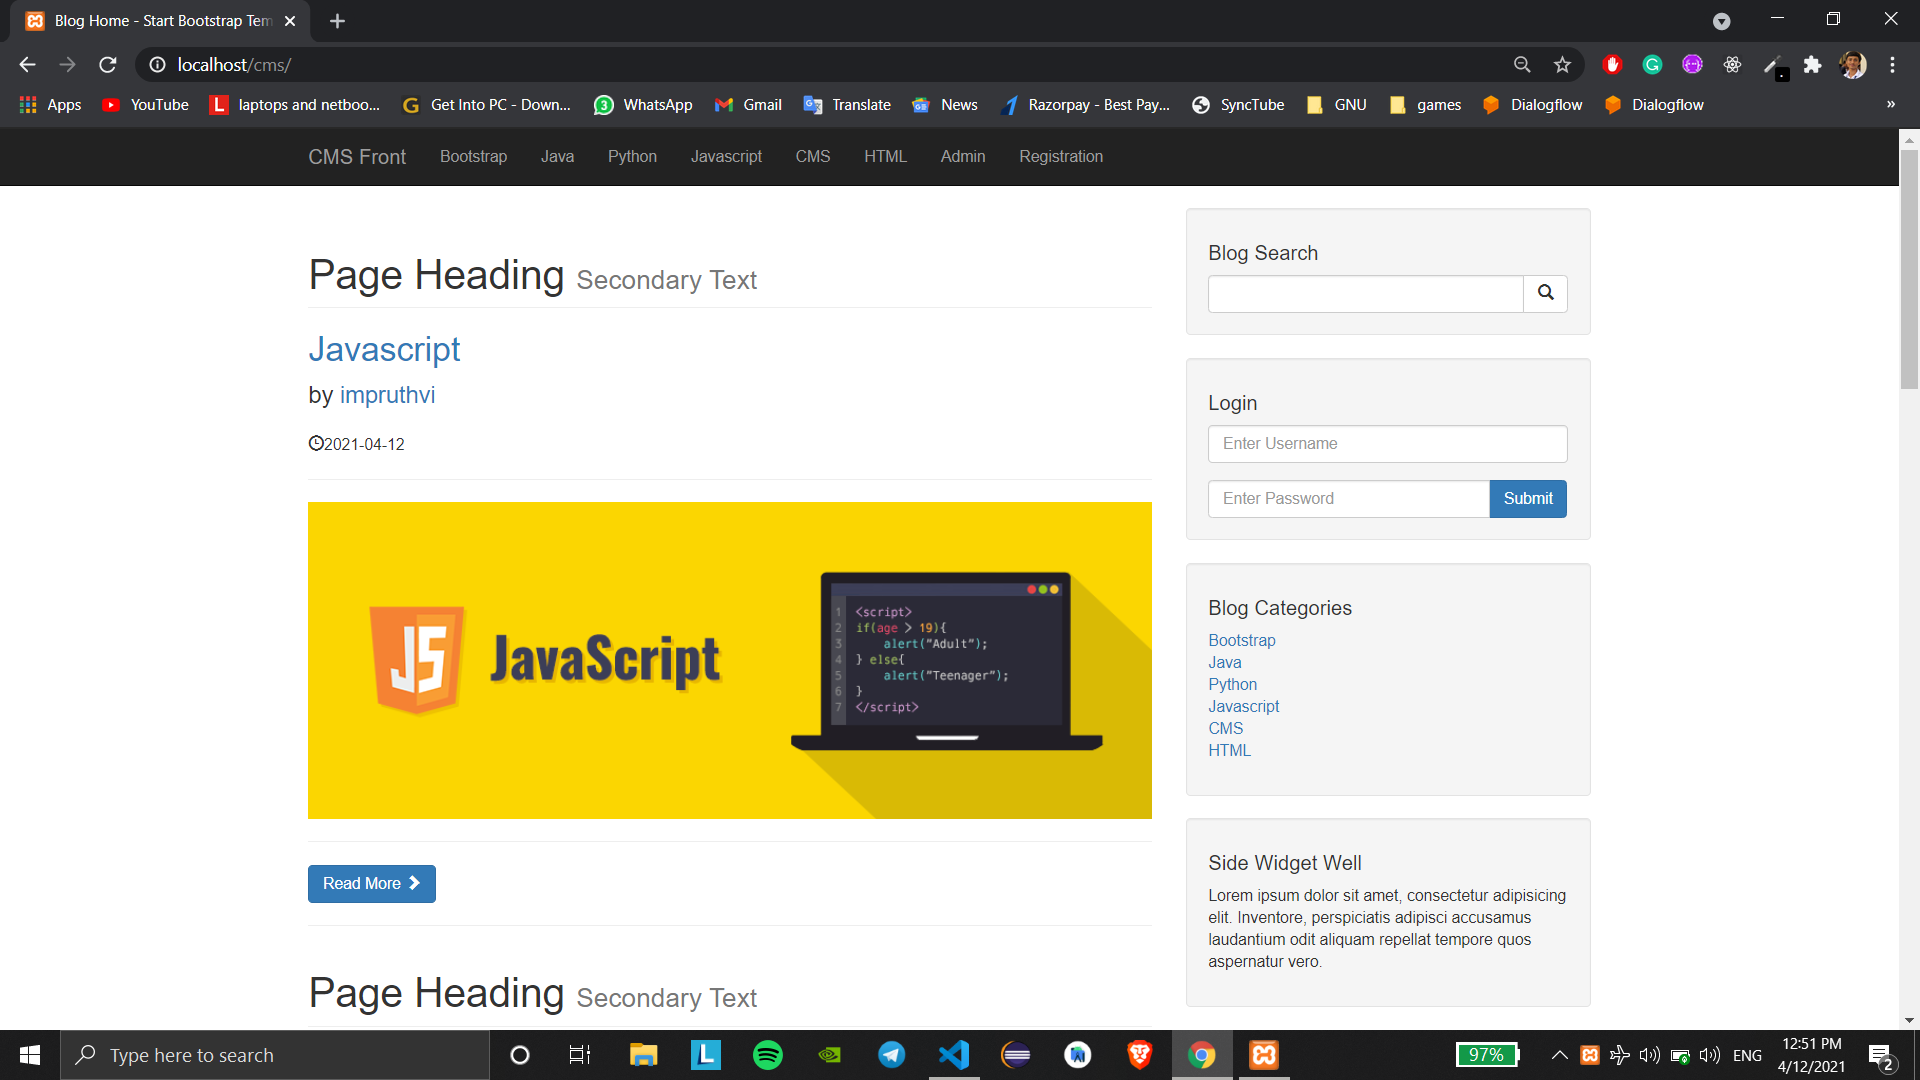 Blog Home - Start Bootstrap Tem
localhost/cms/
Apps YouTube laptops and netboo... Get Into PC - Down... WhatsApp Gmail Translate News Razorpay - Best Pay... SyncTube GNU games Dialogflow Dialogflow »
CMS Front Bootstrap Java Python Javascript CMS HTML Admin Registration
Page Heading Secondary Text
Javascript
by impruthvi
2021-04-12
JS
JavaScript
1 <script>
2 if(age > 19){
3 alert("Adult");
4 } else{
5 alert("Teenager");
6 }
7 </script>
Read More
Page Heading Secondary Text
Blog Search
Login
Enter Username
Enter Password Submit
Blog Categories
Bootstrap
Java
Python
Javascript
CMS
HTML
Side Widget Well
Lorem ipsum dolor sit amet, consectetur adipisicing
elit. Inventore, perspiciatis adipisci accusamus
laudantium odit aliquam repellat tempore quos
aspernatur vero.
Type here to search
97%
ENG
12:51 PM
4/12/2021
2